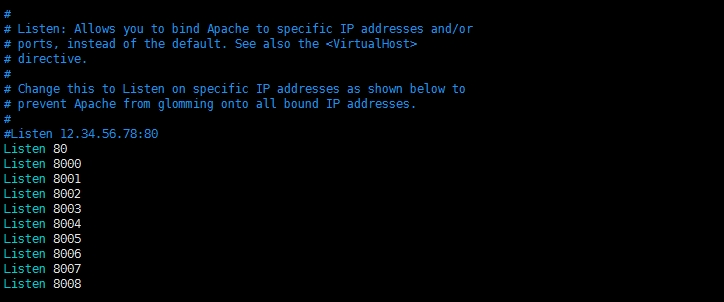 #
# Listen: Allows you to bind Apache to specific IP addresses and/or
# ports, instead of the default. See also the <VirtualHost>
# directive.
#
# Change this to Listen on specific IP addresses as shown below to
# prevent Apache from glomming onto all bound IP addresses.
#
#Listen 12.34.56.78:80
Listen 80
Listen 8000
Listen 8001
Listen 8002
Listen 8003
Listen 8004
Listen 8005
Listen 8006
Listen 8007
Listen 8008